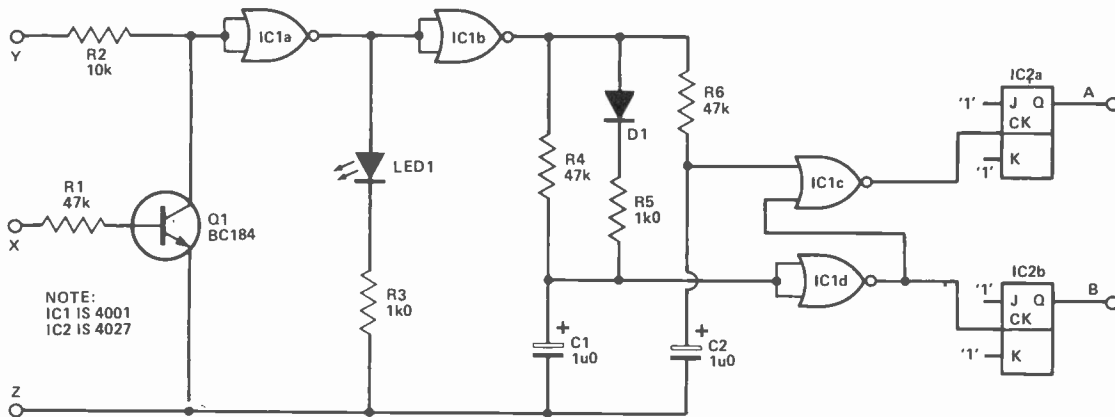 Y
R2
10k
IC1a
IC1b
R6
47k
IC2a
'1'
J Q
CK
K
'1'
A
D1
R4
47k
R5
1k0
LED1
IC1c
R1
47k
X
Q1
BC184
R3
1k0
IC1d
IC2b
'1'
J Q
CK
K
'1'
B
NOTE:
IC1 IS 4001
IC2 IS 4027
+
C1
1u0
+
C2
1u0
Z